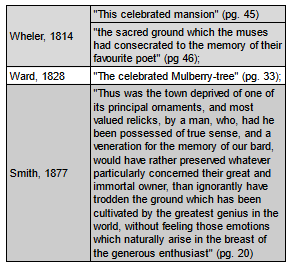 Wheler, 1814
"This celebrated mansion" (pg. 45)
"the sacred ground which the muses
had consecrated to the memory of their
favourite poet" (pg 46);
Ward, 1828
"The celebrated Mulberry-tree" (pg. 33);
Smith, 1877
"Thus was the town deprived of one of
its principal ornaments, and most
valued relicks, by a man, who, had he
been possessed of true sense, and a
veneration for the memory of our bard,
would have rather preserved whatever
particularly concerned their great and
immortal owner, than ignorantly have
trodden the ground which has been
cultivated by the greatest genius in the
world, without feeling those emotions
which naturally arise in the breast of
the generous enthusiast" (pg. 20)